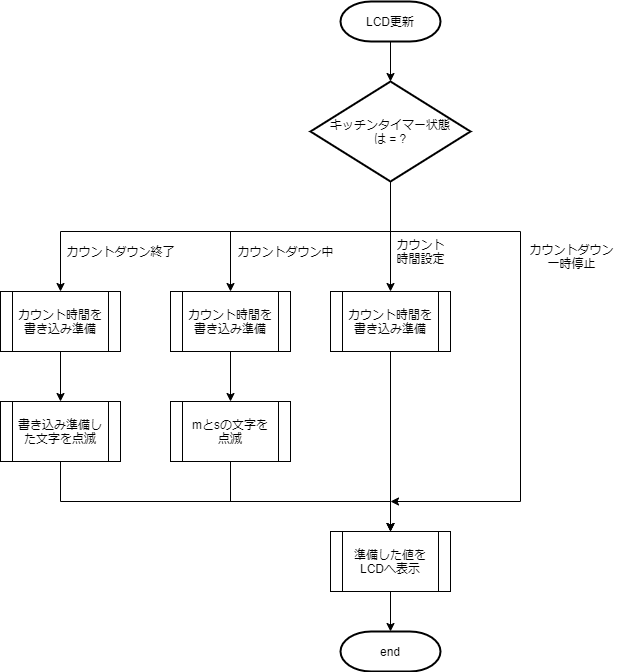 LCD更新
キッチンタイマー状態
は = ?
カウントダウン終了
カウントダウン中
カウント
時間設定
カウントダウン
一時停止
カウント時間を
書き込み準備
カウント時間を
書き込み準備
カウント時間を
書き込み準備
書き込み準備し
た文字を点滅
mとsの文字を
点滅
準備した値を
LCDへ表示
end